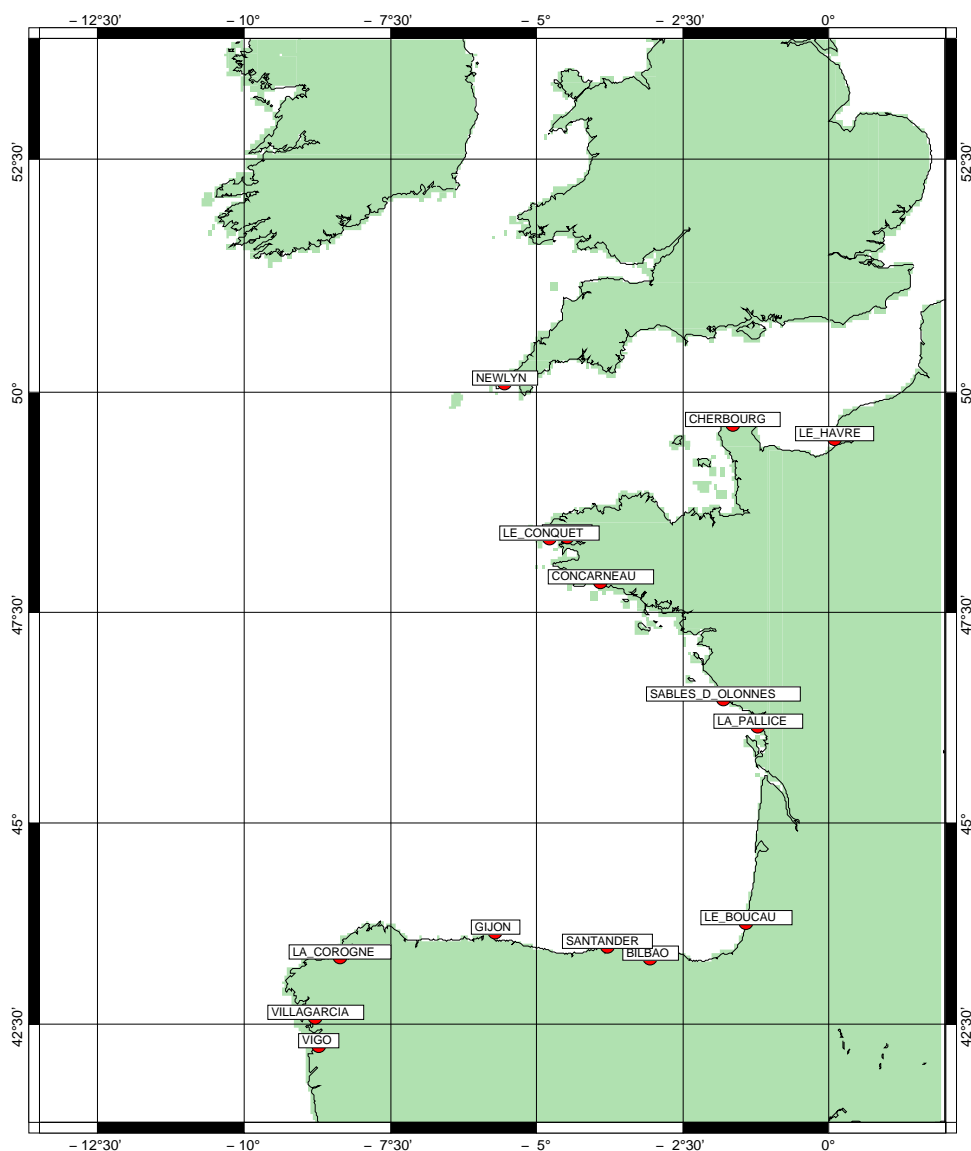 − 12°30'
− 10°
− 7°30'
− 5°
− 2°30'
0°
52°30'
52°30'
NEWLYN
50°
50°
CHERBOURG
LE_HAVRE
LE_CONQUET
CONCARNEAU
47°30'
47°30'
SABLES_D_OLONNES
LA_PALLICE
45°
45°
LE_BOUCAU
GIJON
SANTANDER
LA_COROGNE
BILBAO
VILLAGARCIA
42°30'
42°30'
VIGO
− 12°30'
− 10°
− 7°30'
− 5°
− 2°30'
0°